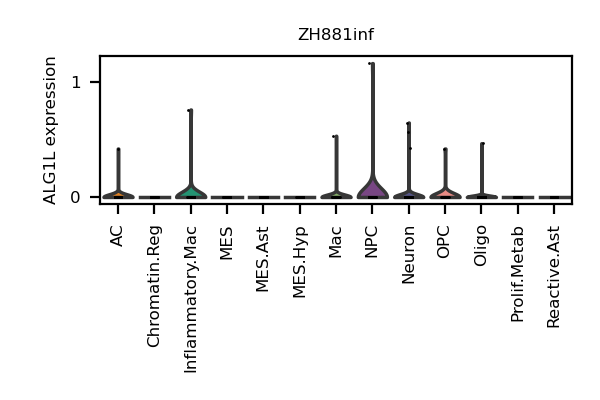 ZH881inf
ALG1L expression
1
0
AC
Chromatin.Reg
Inflammatory.Mac
MES
MES.Ast
MES.Hyp
Mac
NPC
Neuron
OPC
Oligo
Prolif.Metab
Reactive.Ast